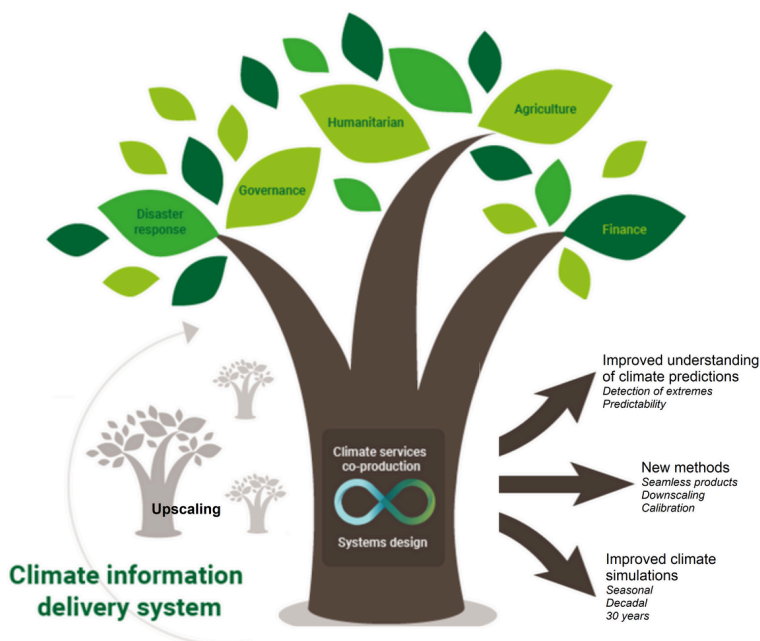 Humanitarian
Agriculture
Governance
Disaster
response
Finance
Climate services
co-production
Systems design
Upscaling
Climate information
delivery system
Improved understanding
of climate predictions
Detection of extremes
Predictability
New methods
Seamless products
Downscaling
Calibration
Improved climate
simulations
Seasonal
Decadal
30 years